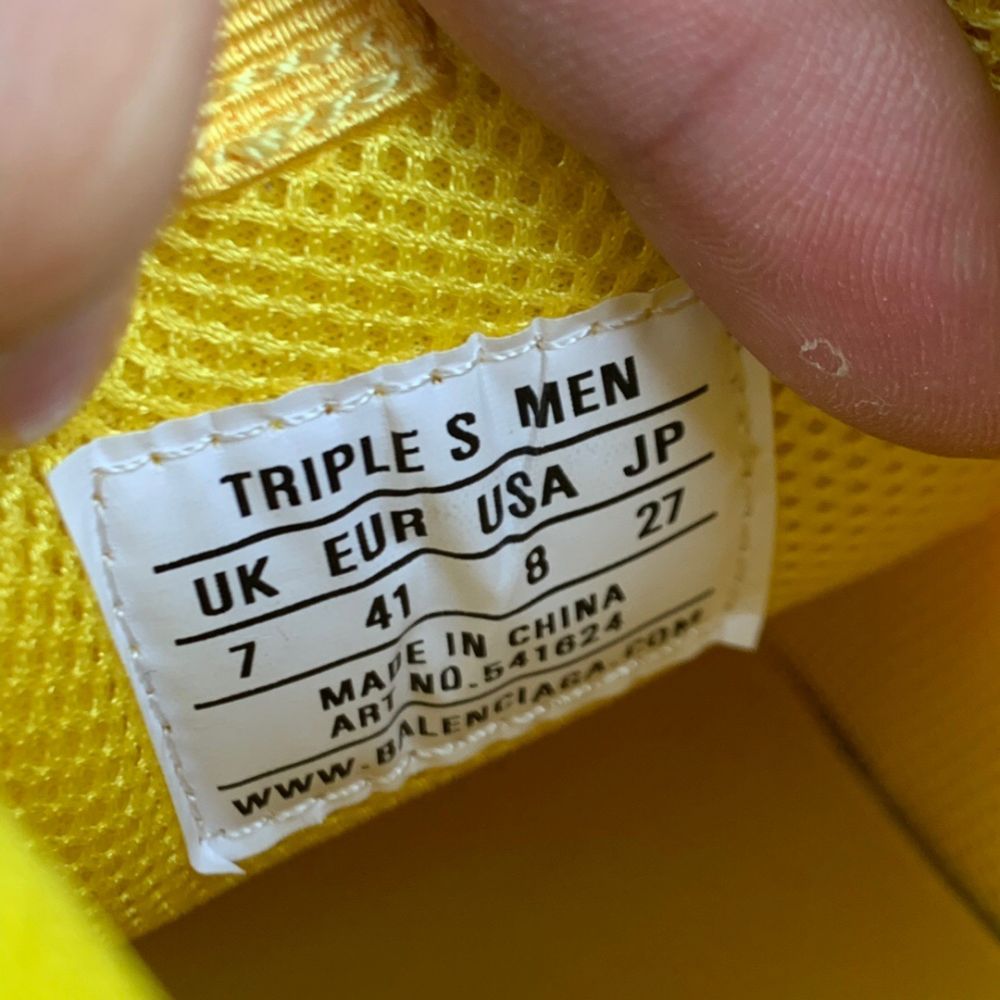 TRIPLE S MEN
UK EUR USA JP
7 41 8 27
MADE IN CHINA
ART NO.541624
WWW.BALENCIAGA.COM